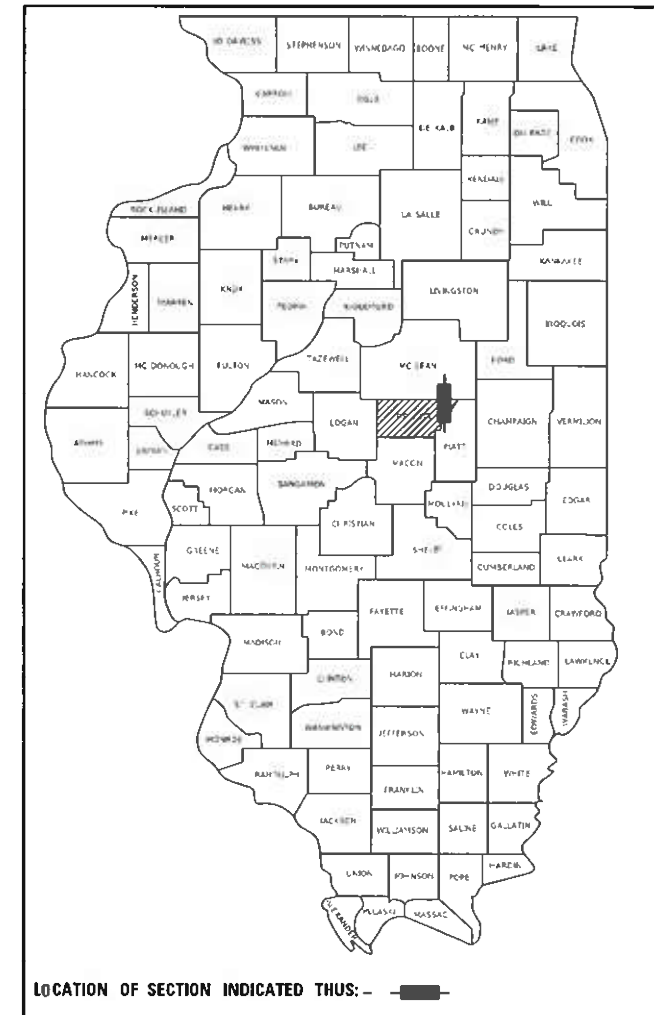 STEPHENSON WINNEBAGO BOONE MC HENRY LAKE
CARROLL
OGLE
DE KALB
KANE
COOK
WHITESIDE
LEE
KENDALL
WILL
ROCK ISLAND
HENRY
BUREAU
LA SALLE
GRUNDY
MERCER
PUTNAM
KANKAKEE
STARK
MARSHALL
HENDERSON
WARREN
KNOX
PEORIA
WOODFORD
LIVINGSTON
IROQUOIS
HANCOCK
MC DONOUGH
FULTON
TAZEWELL
MC LEAN
FORD
MASON
SCHUYLER
LOGAN
CHAMPAIGN
VERMILION
ADAMS
CASS
MENARD
PIATT
MACON
MORGAN
SANGAMON
DOUGLAS
EDGAR
PIKE
SCOTT
CHRISTIAN
MOULTRIE
COLES
GREENE
MACOUPIN
MONTGOMERY
SHELBY
CUMBERLAND
CLARK
CALHOUN
JERSEY
FAYETTE
EFFINGHAM
JASPER
CRAWFORD
MADISON
BOND
CLAY
RICHLAND
LAWRENCE
CLINTON
MARION
ST. CLAIR
WAYNE
EDWARDS
WABASH
MONROE
WASHINGTON
JEFFERSON
RANDOLPH
PERRY
HAMILTON
WHITE
FRANKLIN
JACKSON
WILLIAMSON
SALINE
GALLATIN
UNION
JOHNSON
POPE
HARDIN
ALEXANDER
PULASKI
MASSAC
LOCATION OF SECTION INDICATED THUS: –